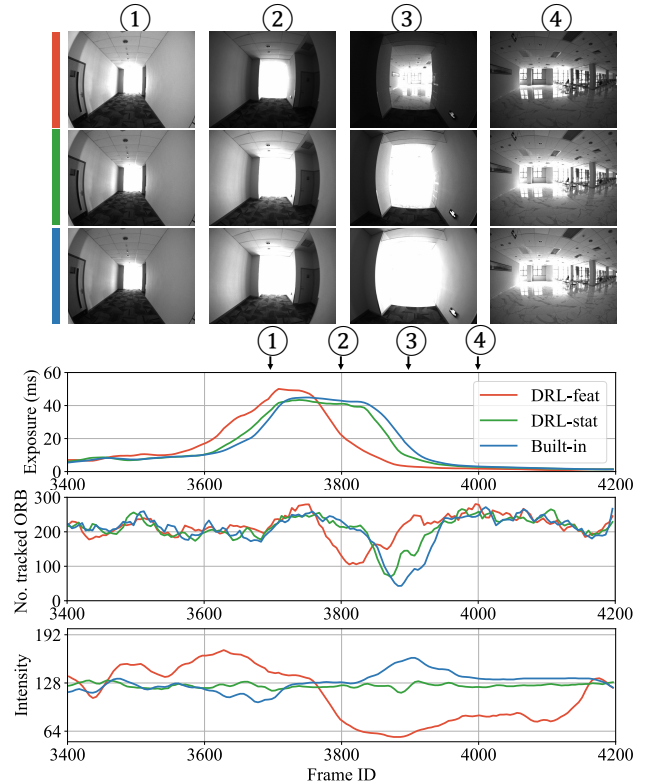 ① ② ③ ④
① ② ③ ④
Exposure (ms)
60
40
20
0
DRL-feat
DRL-stat
Built-in
3400 3600 3800 4000 4200
No. tracked ORB
300
200
100
0
3400 3600 3800 4000 4200
Intensity
192
128
64
3400 3600 3800 4000 4200
Frame ID